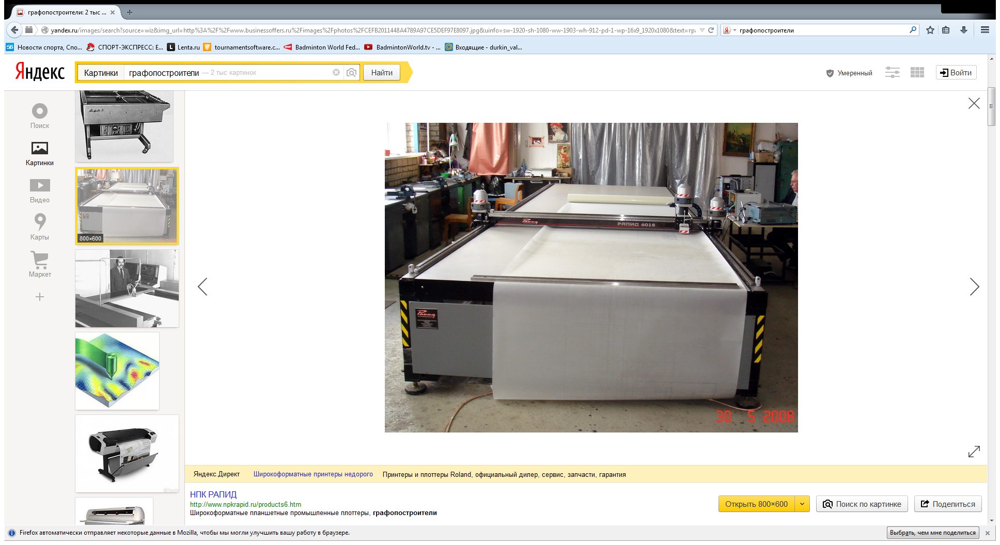 графопостроители: 2 тыс ...
yandex.ru/images/search?source=wiz&img_url=http%3A%2F%2Fwww.businessoffers.ru%2Fimages%2Fphotos%2FCEFB2011448A4789A97CE5DEF97E8097.jpg&uinfo=sw-1920-sh-1080-ww-1903-wh-912-pd-1-wp-16x9_1920x1080&text=гра
графопостроители
Новости спорта, Спо...
СПОРТ-ЭКСПРЕСС: Е...
Lenta.ru
tournamentsoftware.c...
Badminton World Fed...
BadmintonWorld.tv - ...
Входящие - durkin_val...
Яндекс
Картинки
графопостроители — 2 тыс картинок
Найти
Умеренный
Войти
Поиск
Картинки
Видео
Карты
Маркет
800×600
Рапид
РАПИД 6018
Рапид
30 5 2008
Яндекс.Директ
Широкоформатные принтеры недорого
Принтеры и плоттеры Roland, официальный дилер, сервис, запчасти, гарантия
НПК РАПИД
http://www.npkrapid.ru/products6.htm
Широкоформатные планшетные промышленные плоттеры, графопостроители
Открыть 800×600
Поиск по картинке
Поделиться
Firefox автоматически отправляет некоторые данные в Mozilla, чтобы мы могли улучшить вашу работу в браузере.
Выбрать, чем мне поделиться